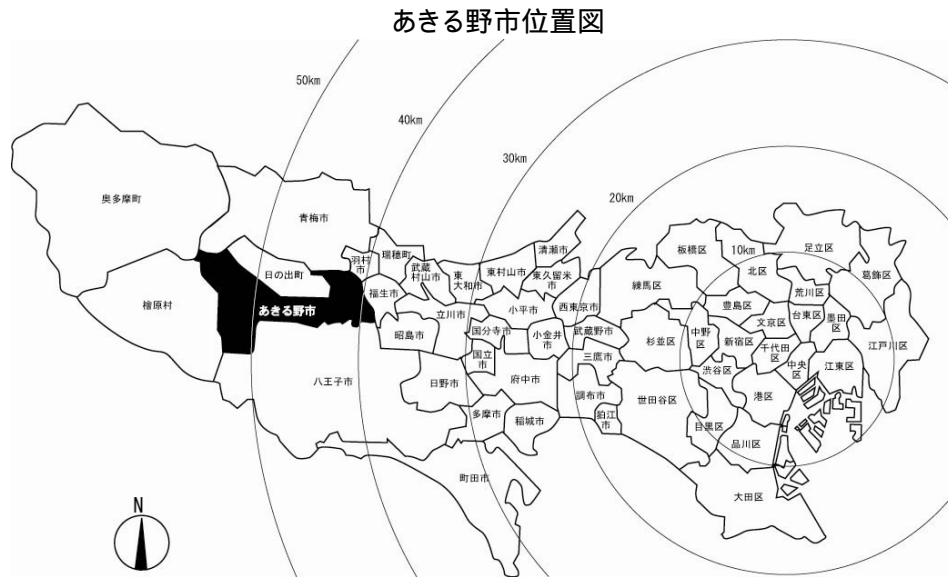 あきる野市位置図
50km
40km
30km
20km
10km
奥多摩町
青梅市
檜原村
日の出町
あきる野市
羽村
市
瑞穂町
武蔵
村山市
福生市
昭島市
立川市
東
大和市
東村山市
清瀬市
東久留米
市
小平市
西東京市
国分寺市
小金井
市
武蔵野市
国立
市
三鷹市
八王子市
日野市
府中市
調布市
狛江
市
多摩市
稲城市
町田市
練馬区
板橋区
北区
足立区
葛飾区
荒川区
豊島区
文京区
台東区
墨田
区
江戸川区
杉並区
中野
区
新宿区
千代田
区
中央
区
江東区
渋谷区
港区
世田谷区
目黒区
品川区
大田区
N